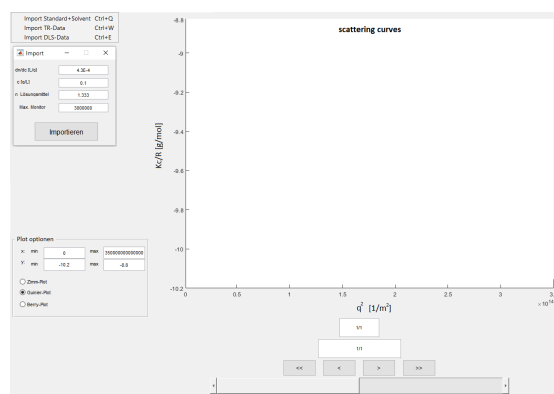 Import Standard+Solvent Ctrl+Q
Import TR-Data Ctrl+W
Import DLS-Data Ctrl+E
Import
dn/dc [L/g] 4.3E-4
c [g/L] 0.1
n Lösungsmittel 1.333
Max. Monitor 3000000
Importieren
Plot optionen
x: min 0 max 350000000000000
y: min -10.2 max -8.8
Zimm-Plot
Guinier-Plot
Berry-Plot
scattering curves
Kc/R [g/mol]
-8.8
-9
-9.2
-9.4
-9.6
-9.8
-10
-10.2
0 0.5 1 1.5 2 2.5 3 3.
×10¹⁴
q² [1/m²]
1/1
1/1
<< < > >>